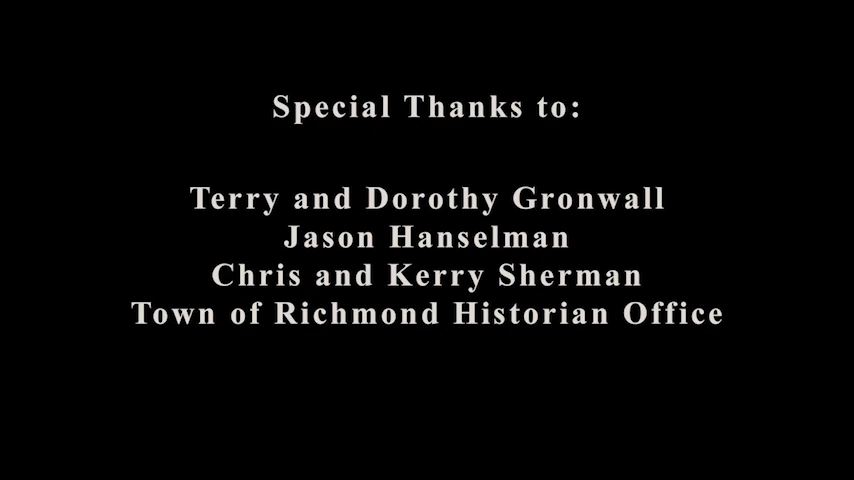 Special Thanks to:
Terry and Dorothy Gronwall
Jason Hanselman
Chris and Kerry Sherman
Town of Richmond Historian Office